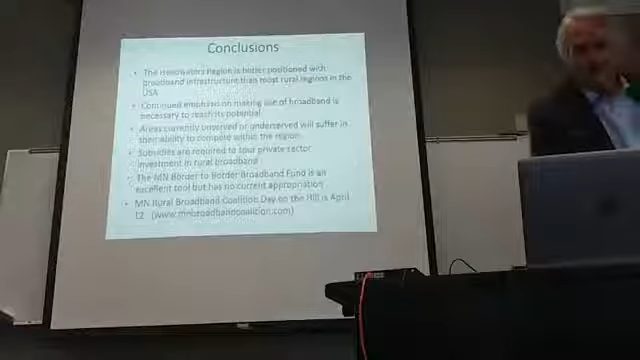 Conclusions
• The Headwaters Region is better positioned with
broadband infrastructure than most rural regions in the
USA
• Continued emphasis on making use of broadband is
necessary to reach its potential
• Areas currently unserved or underserved will suffer in
their ability to compete within the region
• Subsidies are required to spur private sector
investment in rural broadband
• The MN Border to Border Broadband Fund is an
excellent tool but has no current appropriation
• MN Rural Broadband Coalition Day on the Hill is April
12 (www.mnbroadbandcoalition.com)